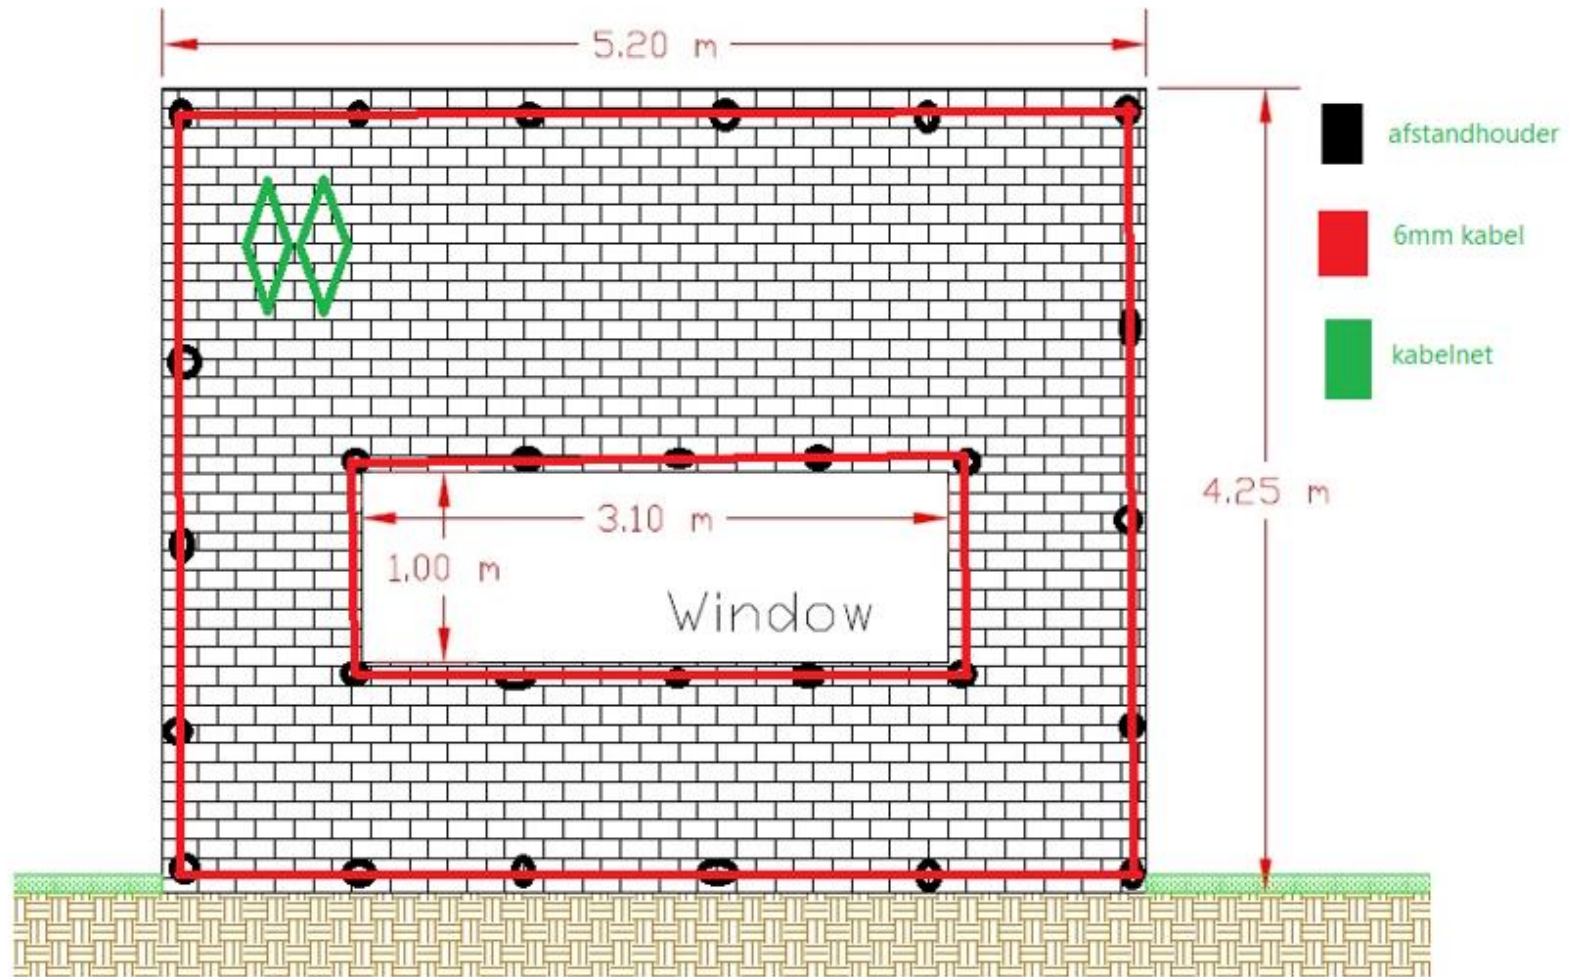 5.20 m
afstandhouder
6mm kabel
kabelnet
4.25 m
3.10 m
1.00 m
Window